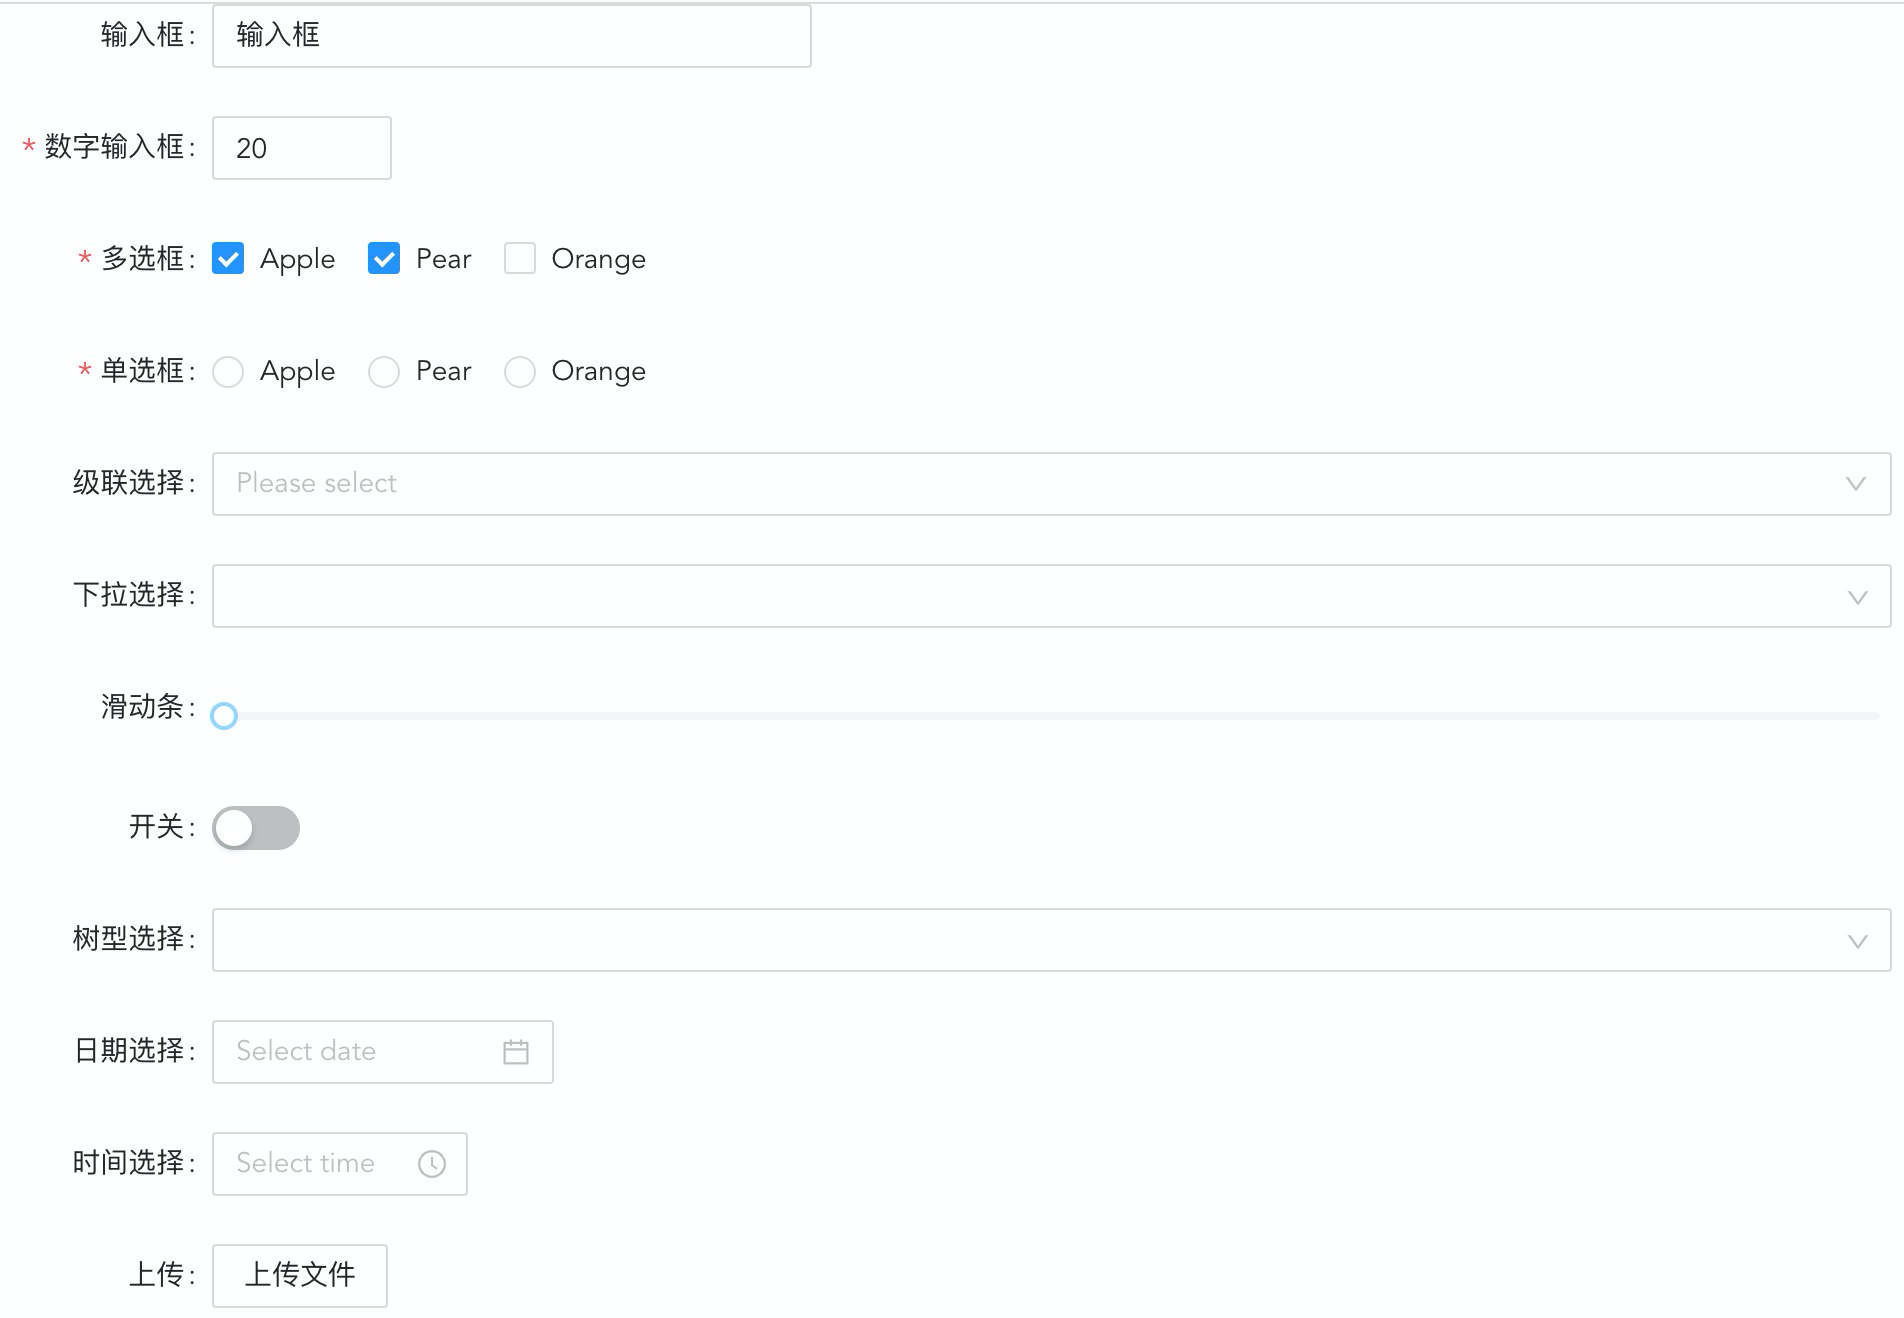 输入框: 输入框
* 数字输入框: 20
* 多选框: Apple Pear Orange
* 单选框: Apple Pear Orange
级联选择: Please select
下拉选择:
滑动条:
开关:
树型选择:
日期选择: Select date
时间选择: Select time
上传: 上传文件